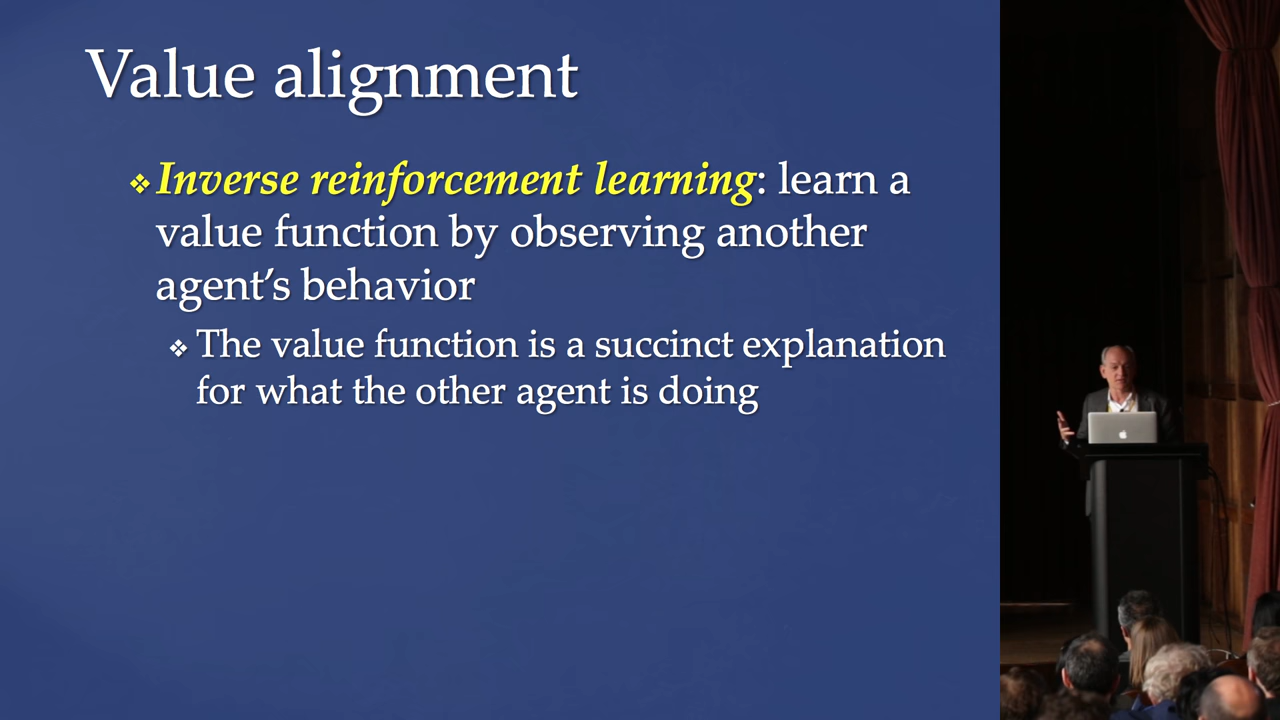 Value alignment
❖ Inverse reinforcement learning: learn a
value function by observing another
agent’s behavior
❖ The value function is a succinct explanation
for what the other agent is doing